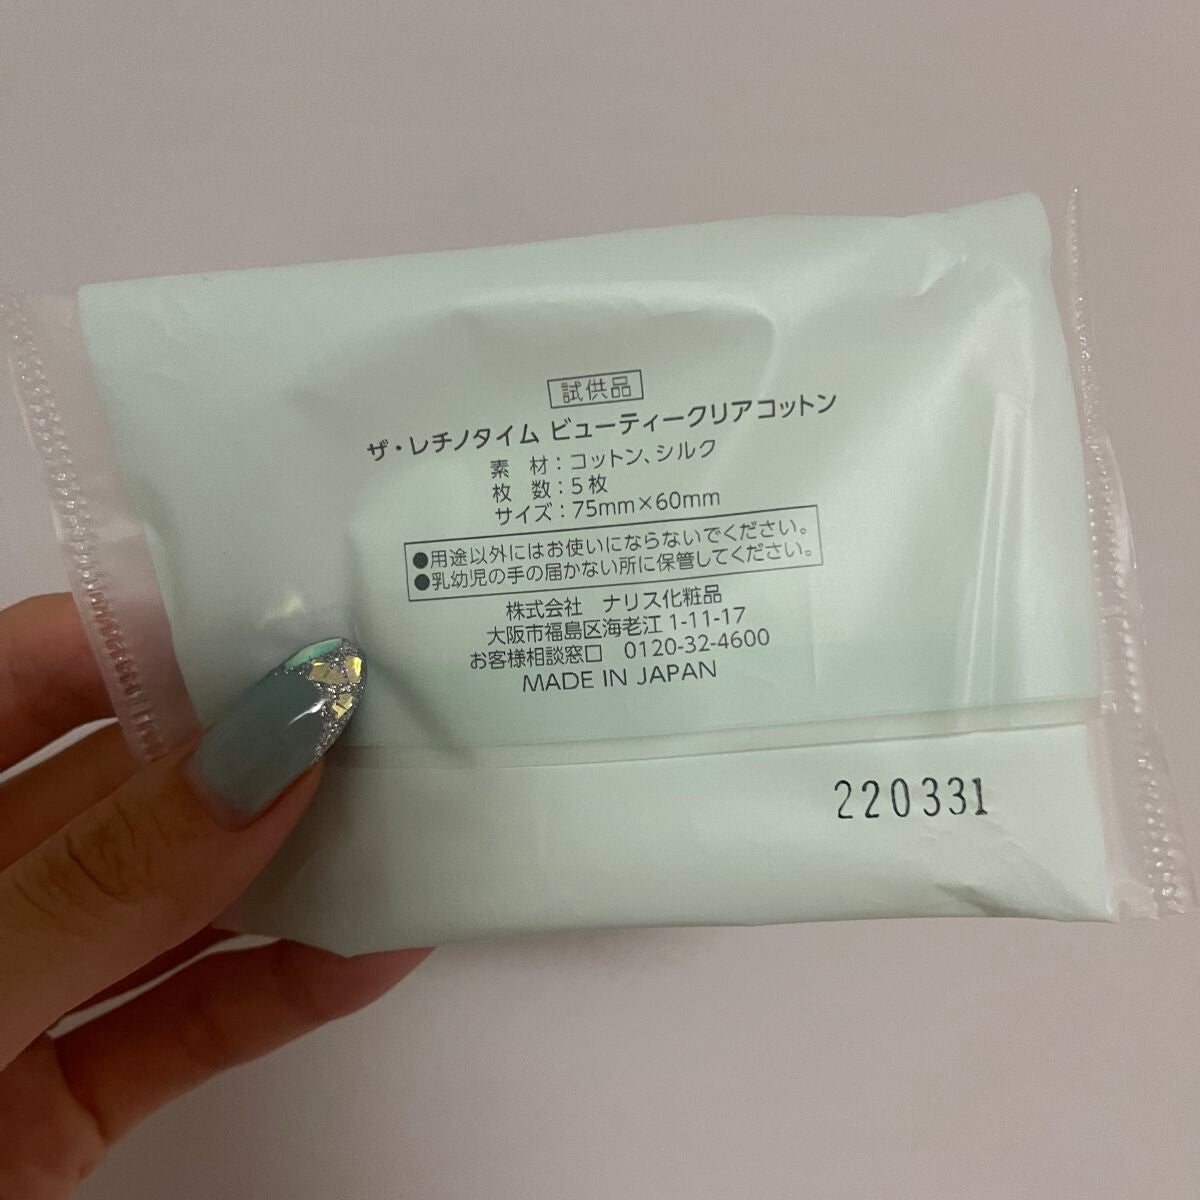 試供品
ザ・レチノタイム ビューティークリアコットン
素　材：コットン、シルク
枚　数：5枚
サイズ：75mm×60mm
●用途以外にはお使いにならないでください。
●乳幼児の手の届かない所に保管してください。
株式会社　ナリス化粧品
大阪市福島区海老江 1-11-17
お客様相談窓口　0120-32-4600
MADE IN JAPAN
220331